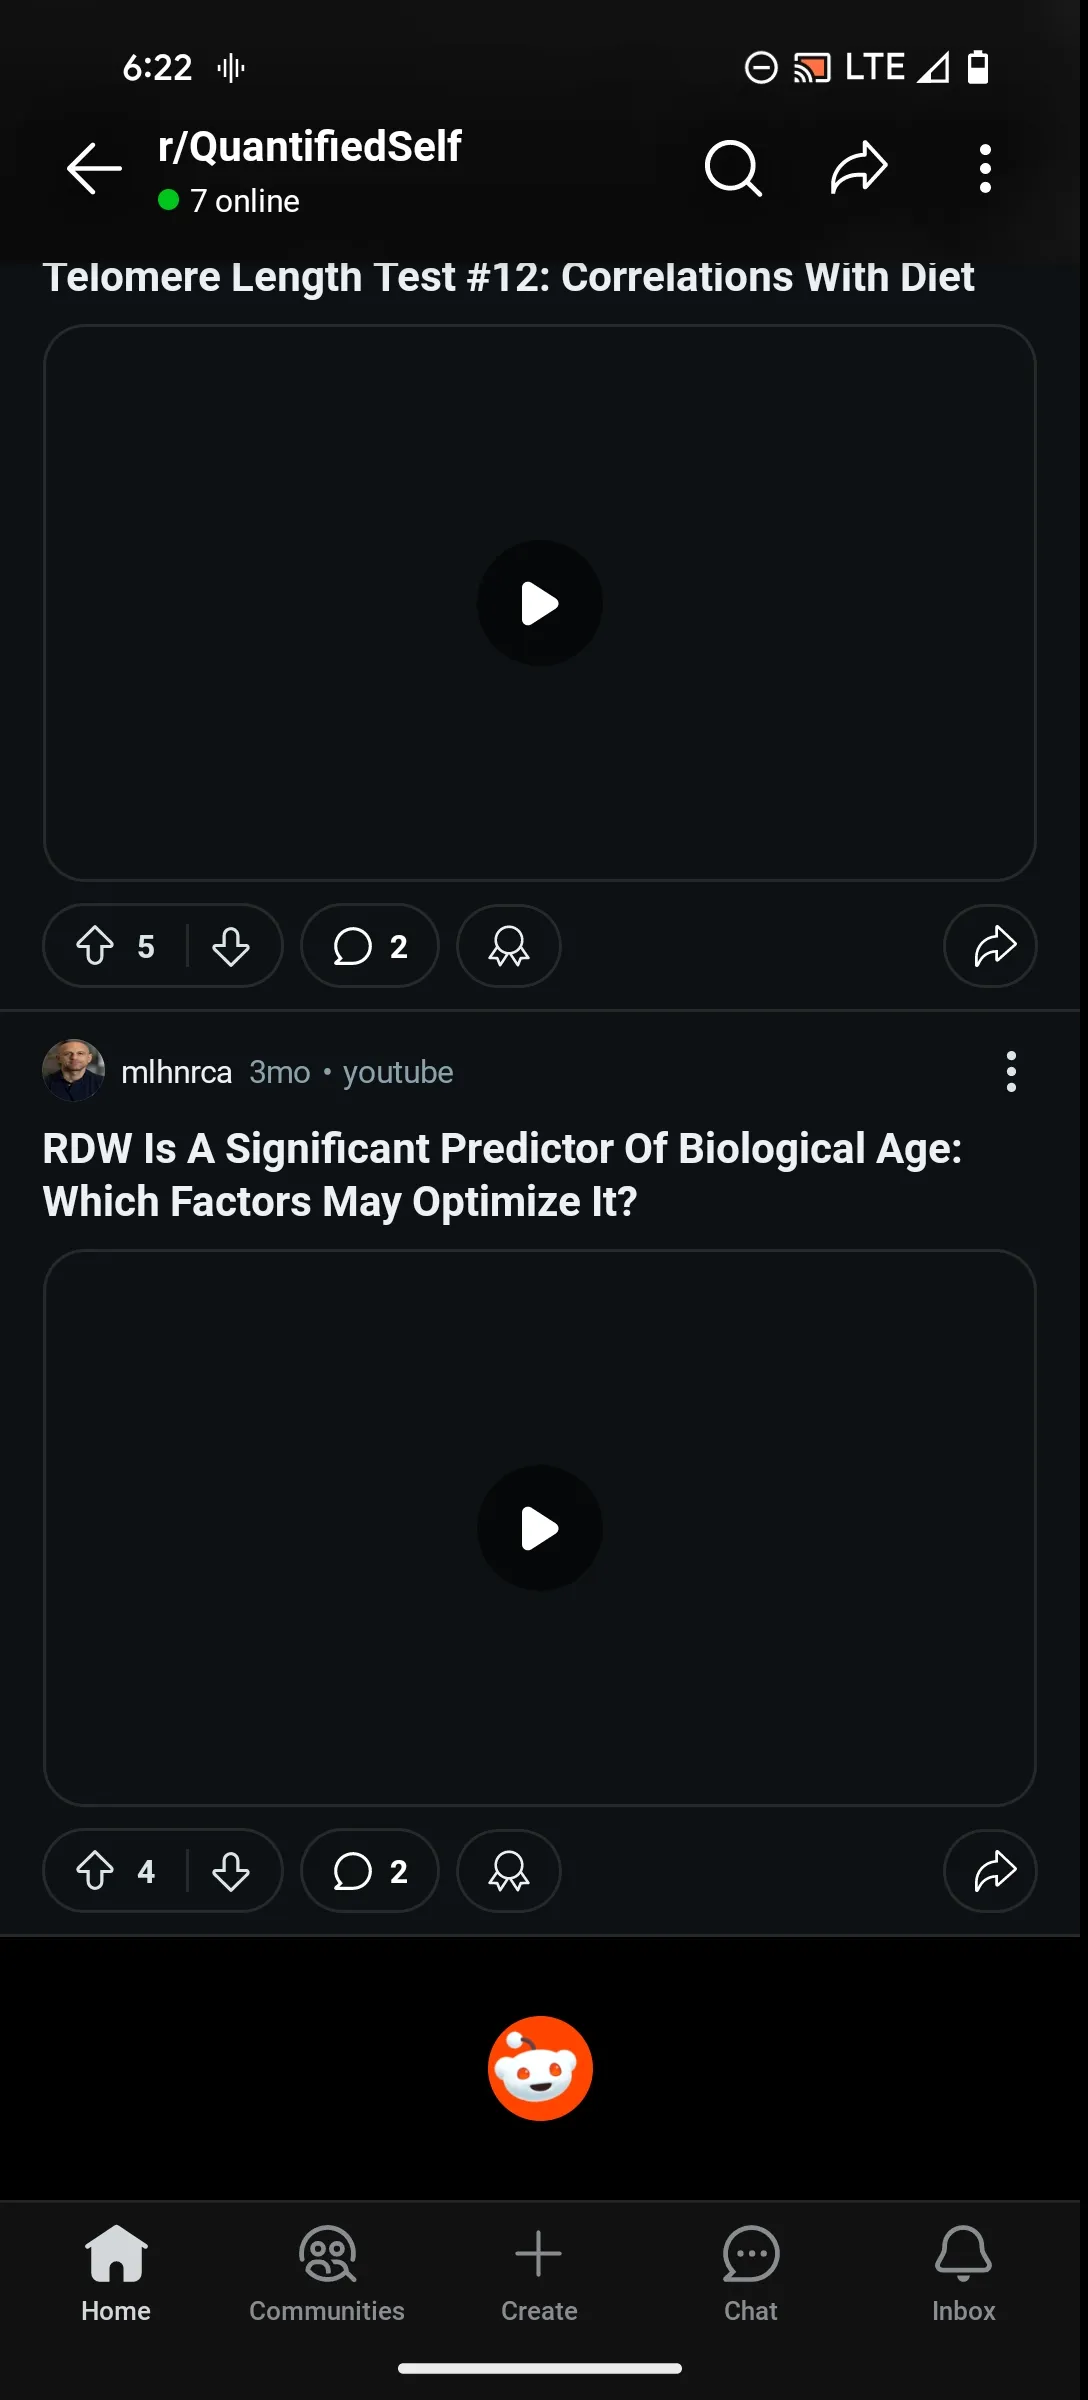 6:22
LTE
r/QuantifiedSelf
7 online
Telomere Length Test #12: Correlations With Diet
5
2
mlhnrca 3mo • youtube
RDW Is A Significant Predictor Of Biological Age:
Which Factors May Optimize It?
4
2
Home
Communities
Create
Chat
Inbox